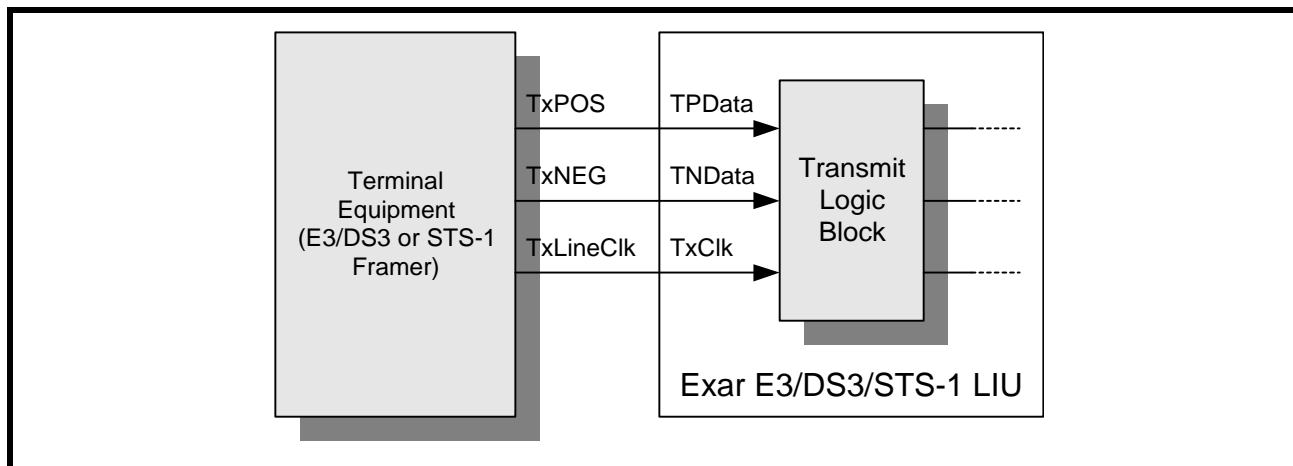 Terminal
Equipment
(E3/DS3 or STS-1
Framer)
TxPOS
TxNEG
TxLineClk
TPData
TNData
TxClk
Transmit
Logic
Block
Exar E3/DS3/STS-1 LIU